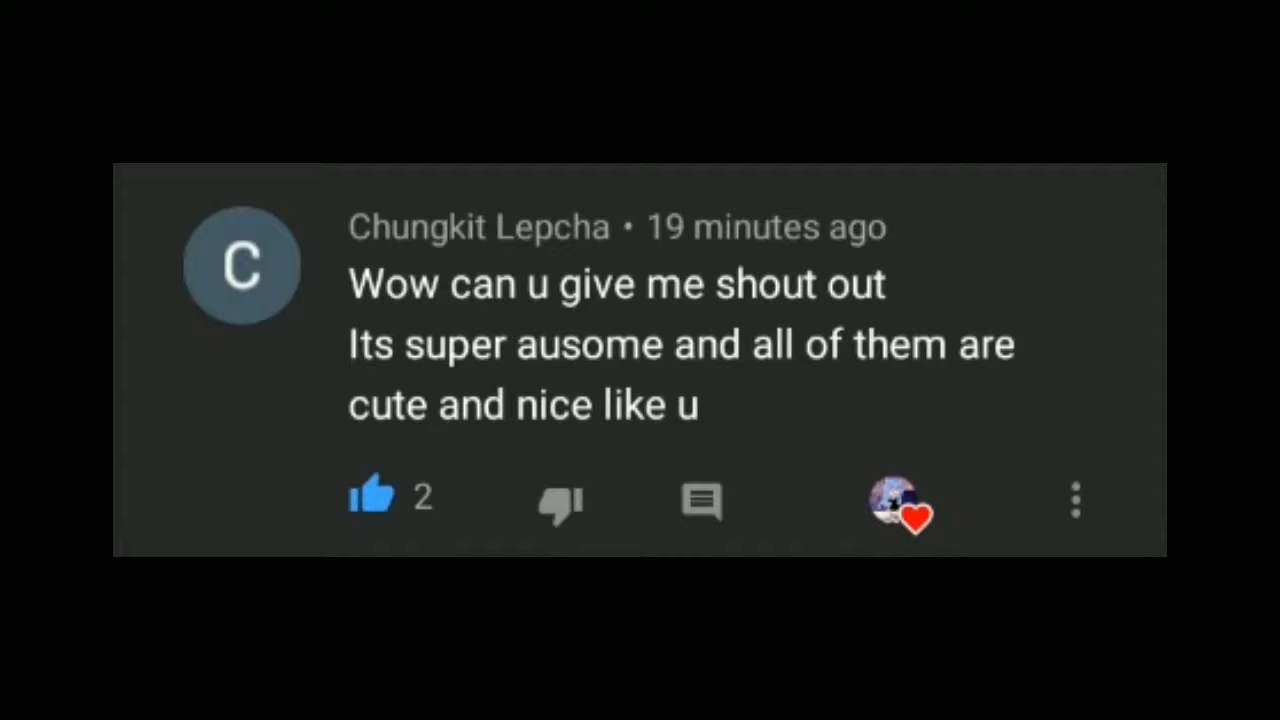 C
Chungkit Lepcha • 19 minutes ago
Wow can u give me shout out
Its super ausome and all of them are
cute and nice like u
2